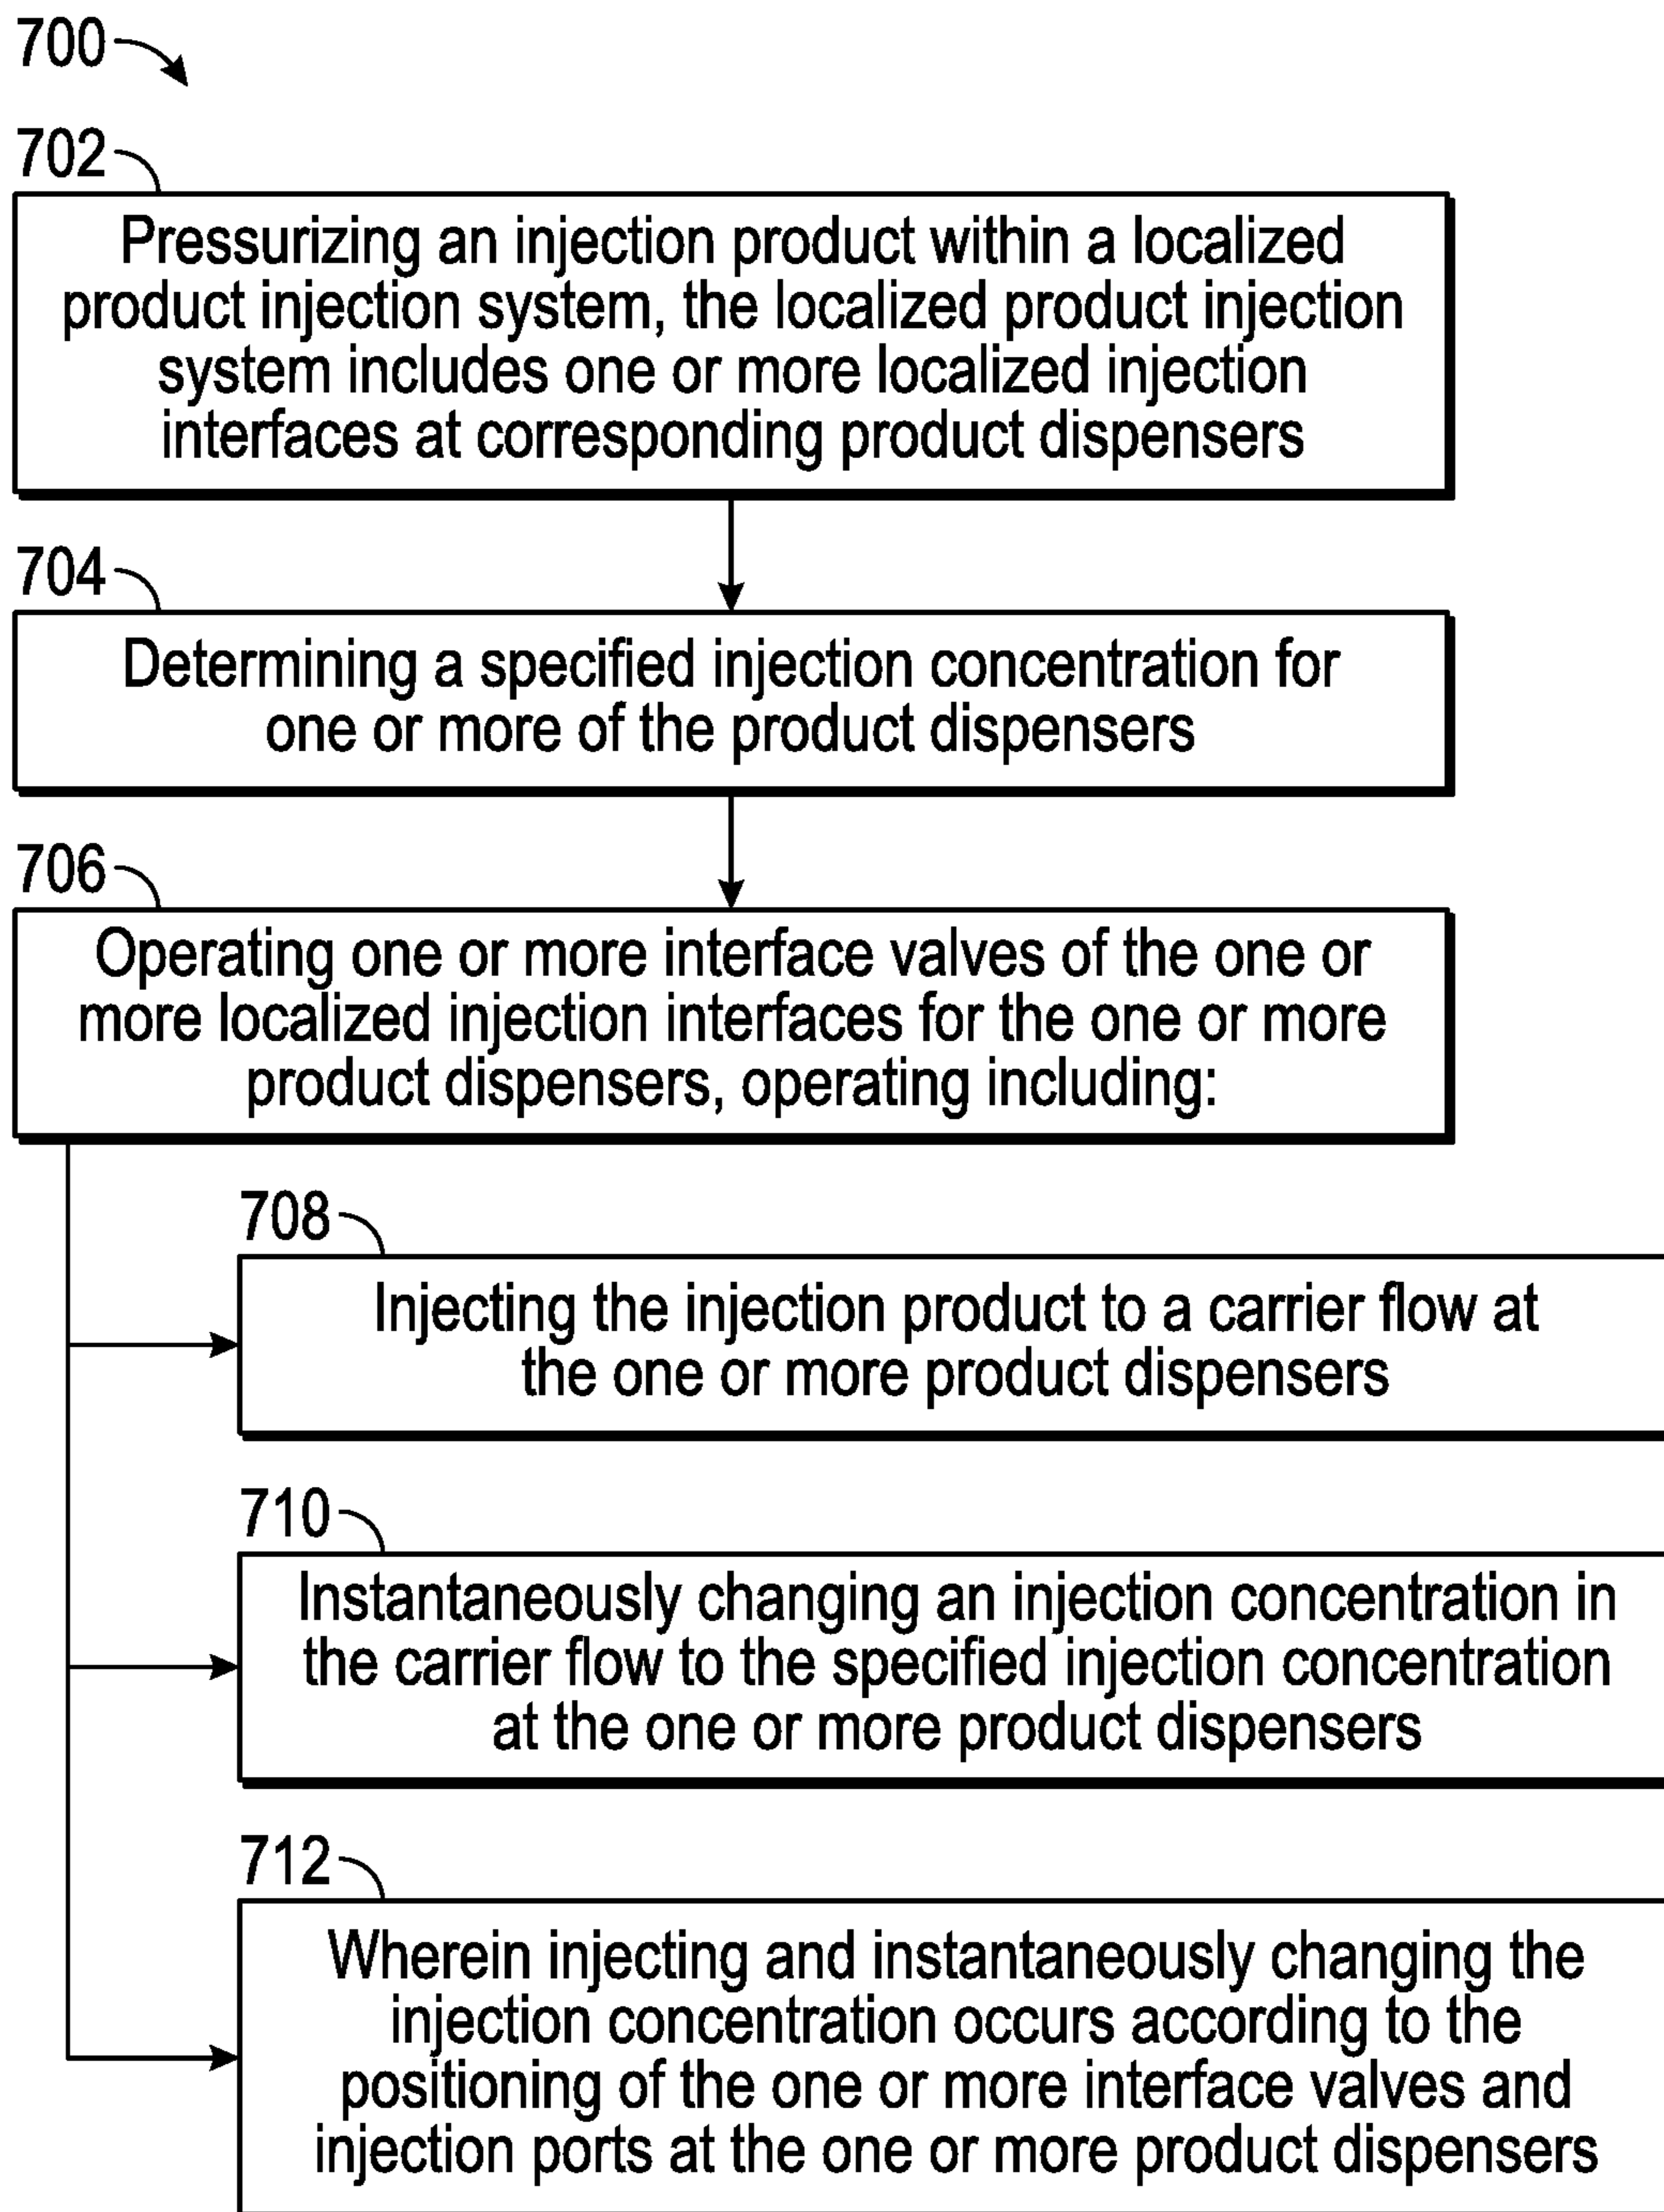 700
702
Pressurizing an injection product within a localized
product injection system, the localized product injection
system includes one or more localized injection
interfaces at corresponding product dispensers
704
Determining a specified injection concentration for
one or more of the product dispensers
706
Operating one or more interface valves of the one or
more localized injection interfaces for the one or more
product dispensers, operating including:
708
Injecting the injection product to a carrier flow at
the one or more product dispensers
710
Instantaneously changing an injection concentration in
the carrier flow to the specified injection concentration
at the one or more product dispensers
712
Wherein injecting and instantaneously changing the
injection concentration occurs according to the
positioning of the one or more interface valves and
injection ports at the one or more product dispensers